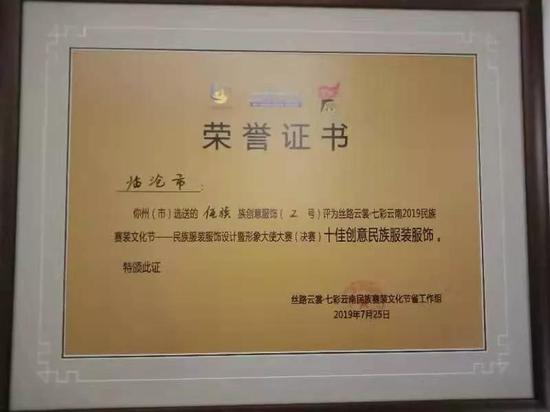 荣誉证书
临沧市：
你州（市）选送的 佤族 族创意服饰（2 号）评为丝路云裳·七彩云南2019民族
赛装文化节——民族服装服饰设计暨形象大使大赛（决赛）十佳创意民族服装服饰。
特颁此证
丝路云裳·七彩云南民族赛装文化节省工作组
2019年7月25日